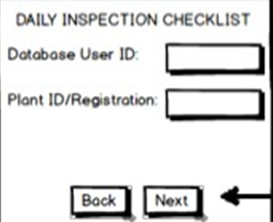 DAILY INSPECTION CHECKLIST
Database User ID:
Plant ID/Registration:
Back Next